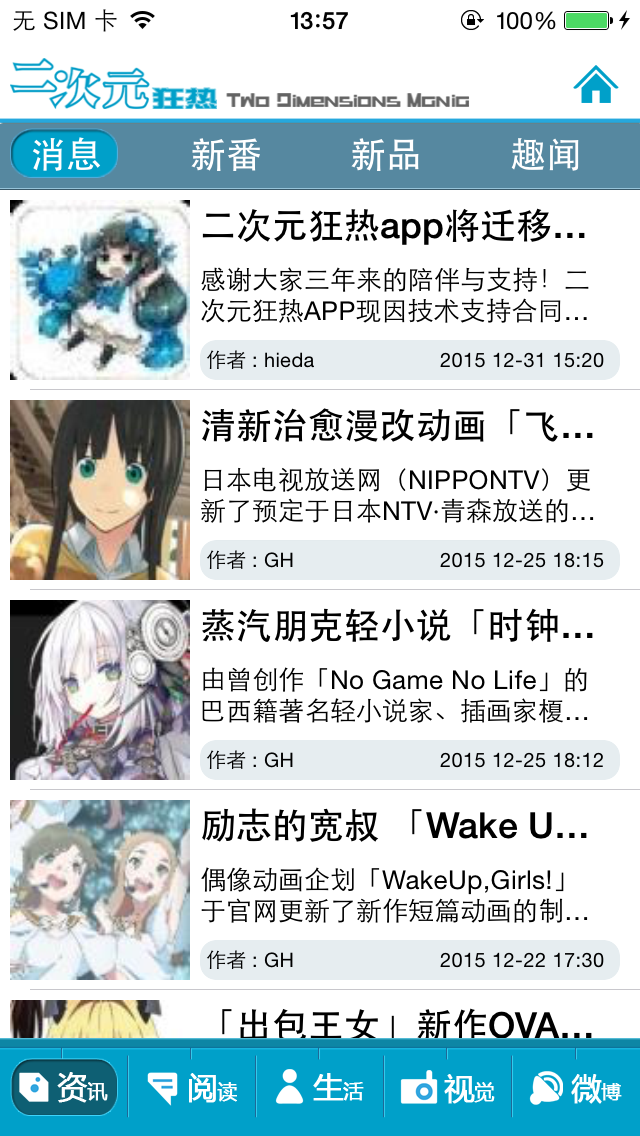 无 SIM 卡 13:57 100%
二次元狂热 Two Dimensions Manic
消息 新番 新品 趣闻
二次元狂热app将迁移...
感谢大家三年来的陪伴与支持！二
次元狂热APP现因技术支持合同...
作者 : hieda 2015 12-31 15:20
清新治愈漫改动画「飞...
日本电视放送网（NIPPONTV）更
新了预定于日本NTV·青森放送的...
作者 : GH 2015 12-25 18:15
蒸汽朋克轻小说「时钟...
由曾创作「No Game No Life」的
巴西籍著名轻小说家、插画家榎...
作者 : GH 2015 12-25 18:12
励志的宽叔 「Wake U...
偶像动画企划「WakeUp,Girls!」
于官网更新了新作短篇动画的制...
作者 : GH 2015 12-22 17:30
「出包王女」新作OVA...
资讯 阅读 生活 视觉 微博